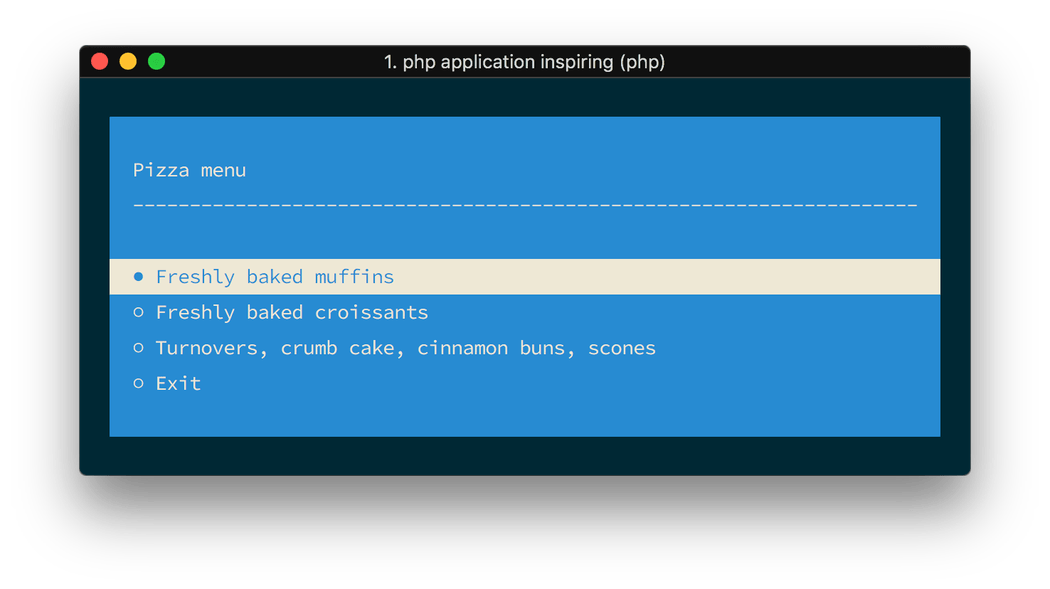 1. php application inspiring (php)
Pizza menu
---------------------------------------------------------------------
● Freshly baked muffins
○ Freshly baked croissants
○ Turnovers, crumb cake, cinnamon buns, scones
○ Exit